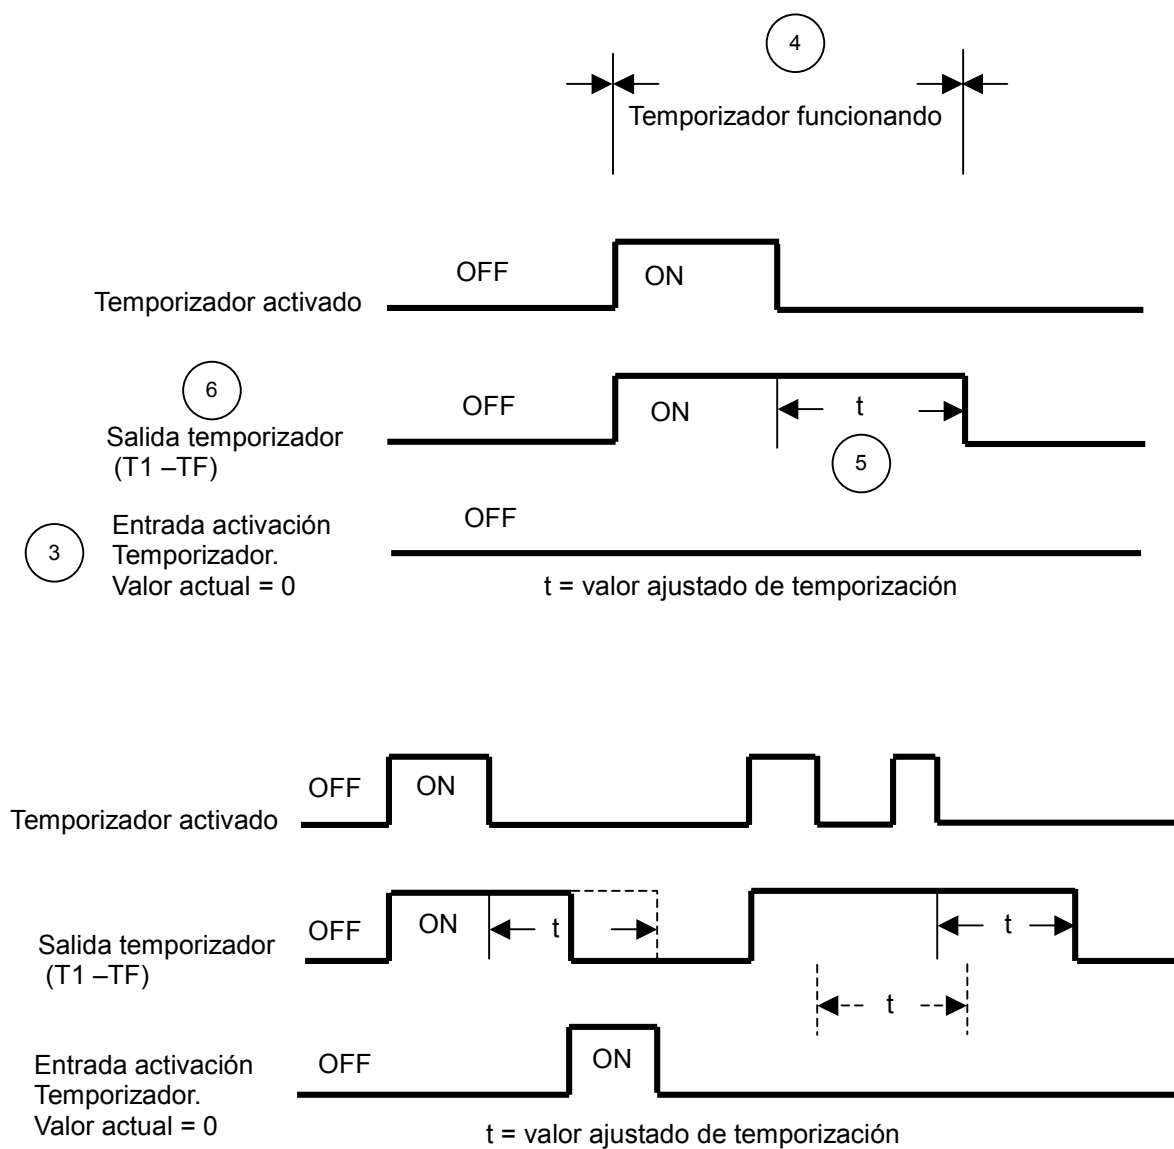 4
Temporizador funcionando
OFF
ON
Temporizador activado
6
OFF
ON
t
Salida temporizador
(T1 –TF)
5
3
Entrada activación
Temporizador.
Valor actual = 0
OFF
t = valor ajustado de temporización
OFF
ON
Temporizador activado
OFF
ON
t
t
Salida temporizador
(T1 –TF)
t
OFF
ON
Entrada activación
Temporizador.
Valor actual = 0
t = valor ajustado de temporización